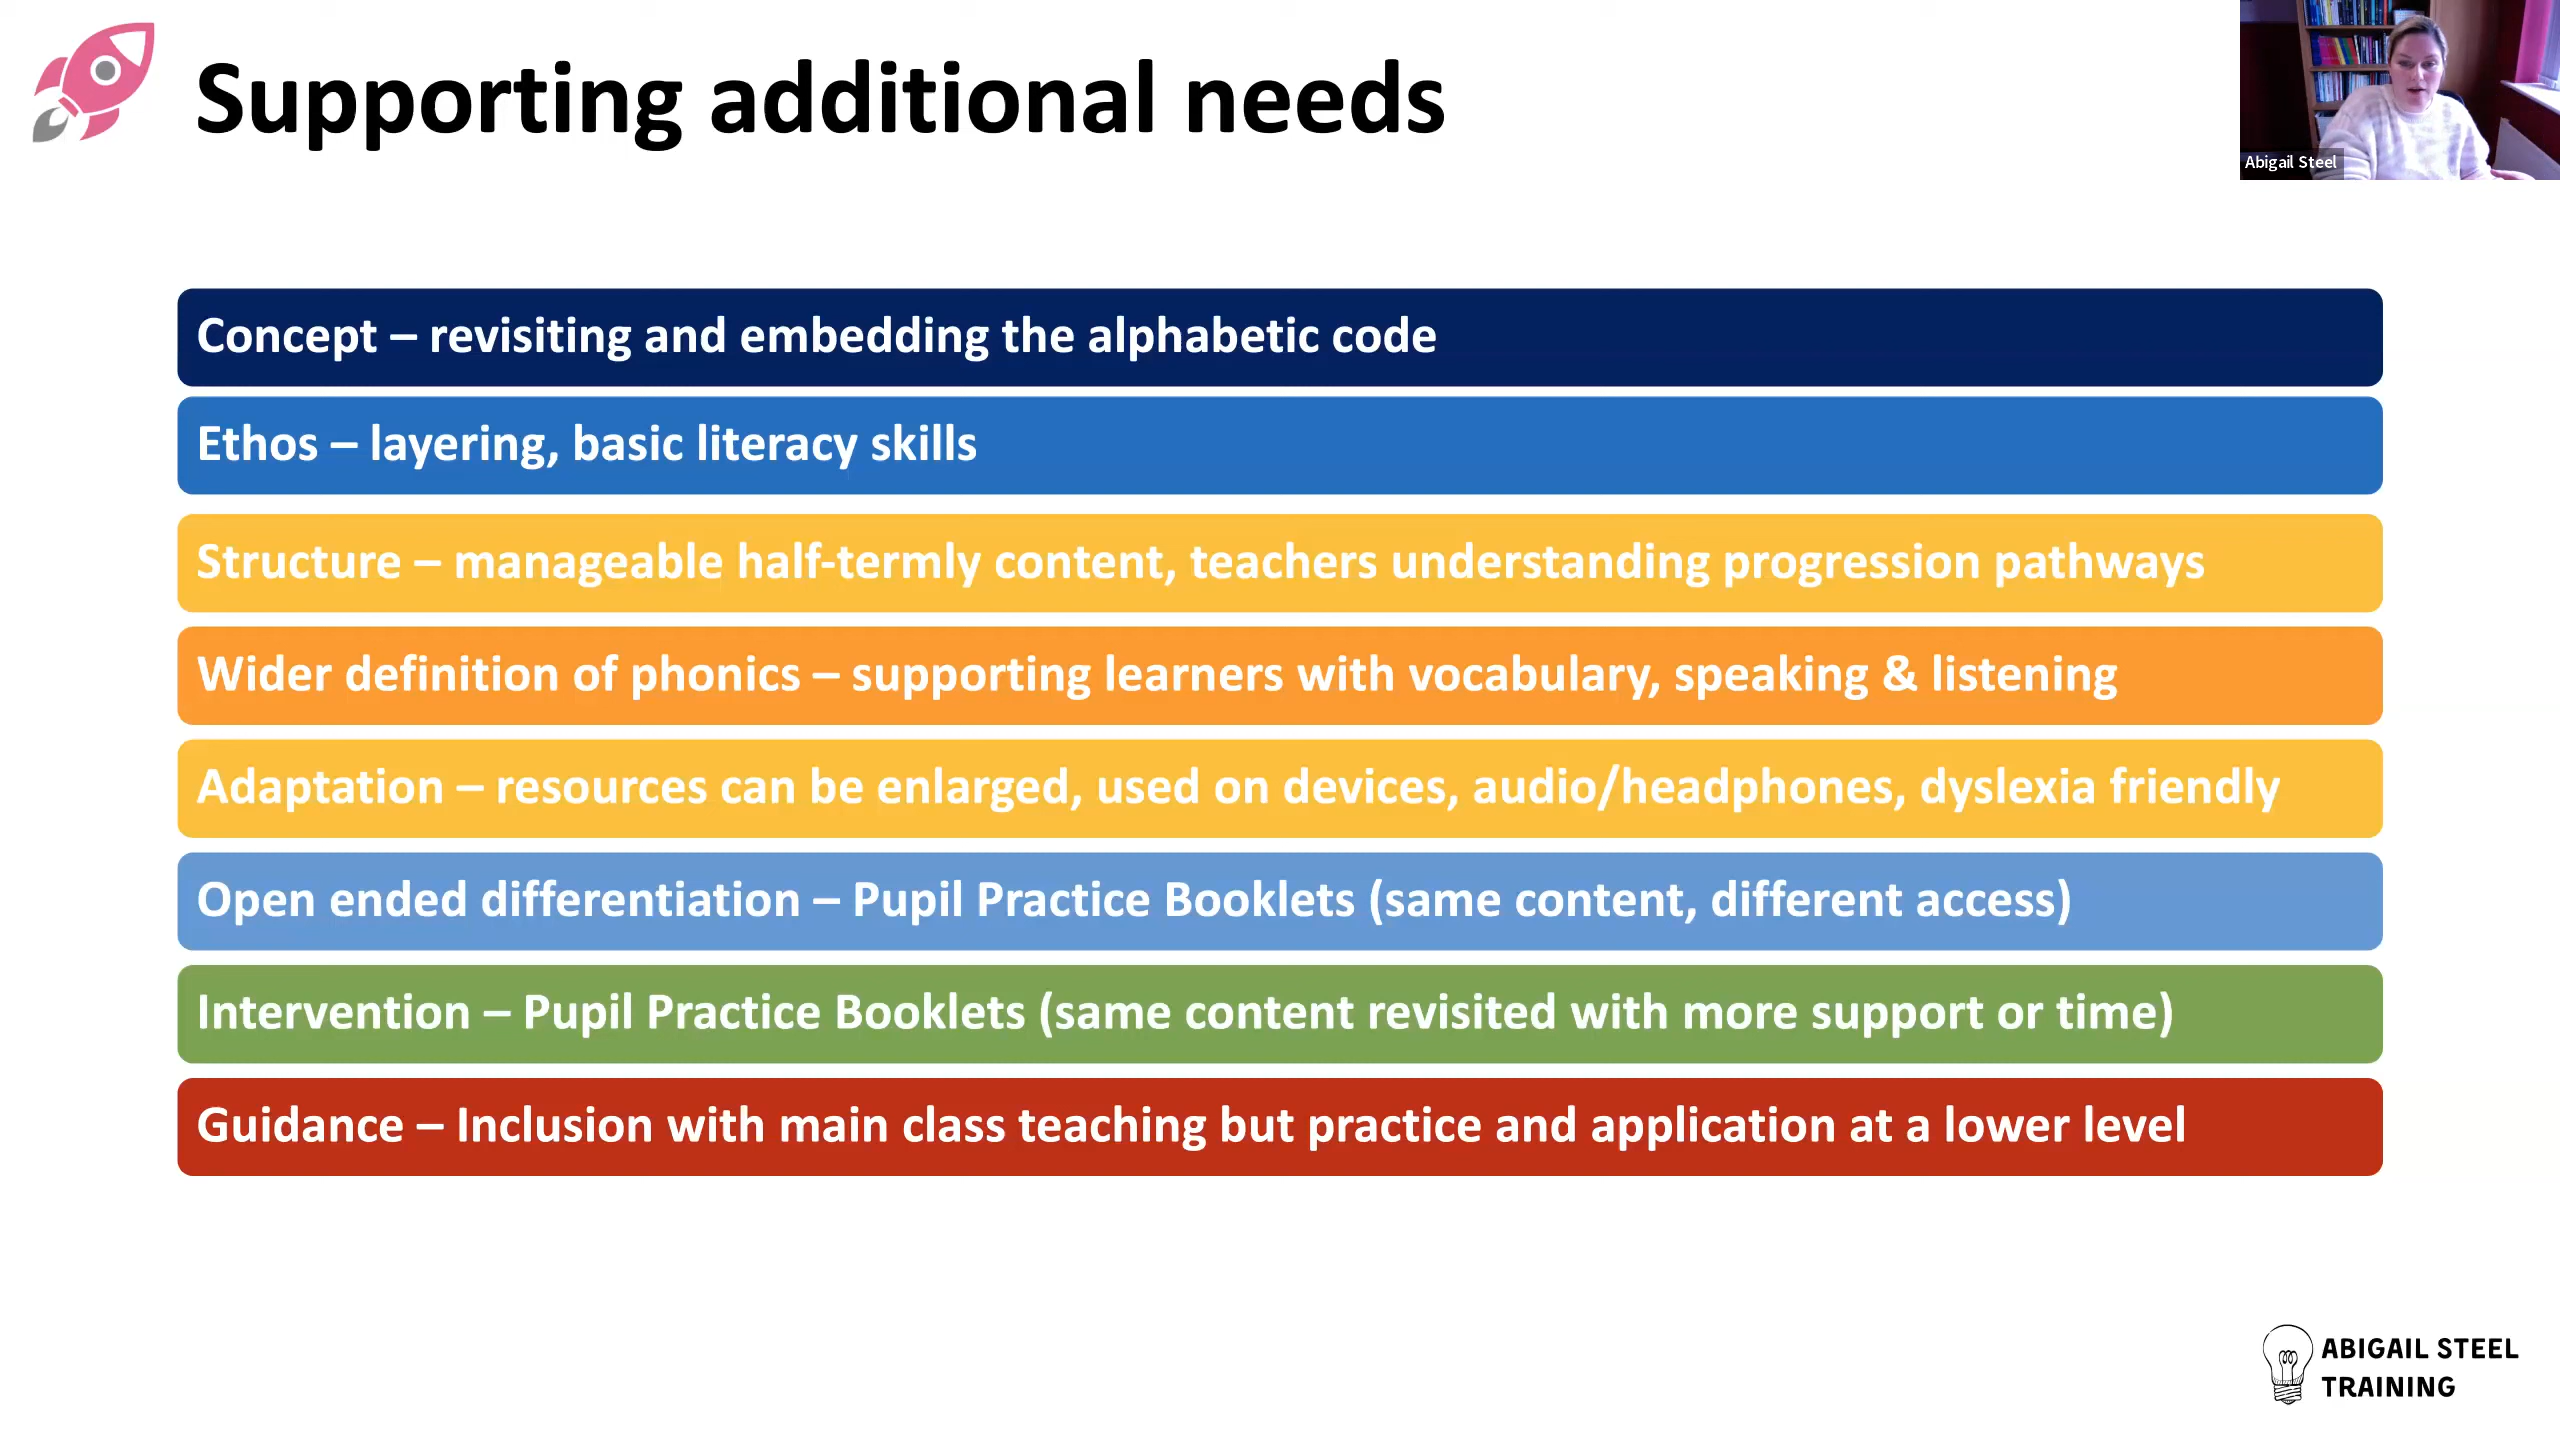 Supporting additional needs
Abigail Steel
Concept – revisiting and embedding the alphabetic code
Ethos – layering, basic literacy skills
Structure – manageable half-termly content, teachers understanding progression pathways
Wider definition of phonics – supporting learners with vocabulary, speaking & listening
Adaptation – resources can be enlarged, used on devices, audio/headphones, dyslexia friendly
Open ended differentiation – Pupil Practice Booklets (same content, different access)
Intervention – Pupil Practice Booklets (same content revisited with more support or time)
Guidance – Inclusion with main class teaching but practice and application at a lower level
ABIGAIL STEEL
TRAINING